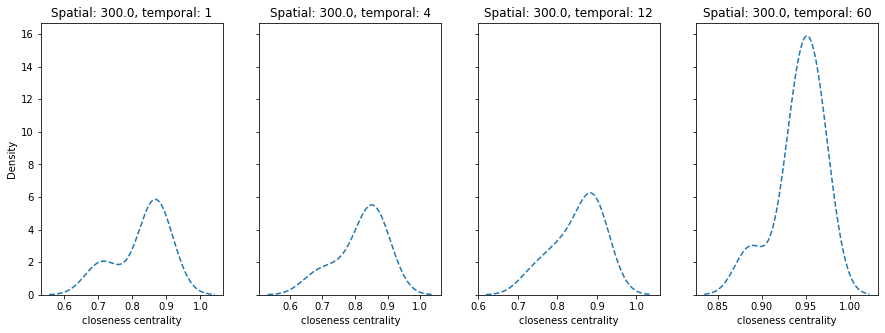 Spatial: 300.0, temporal: 1
Spatial: 300.0, temporal: 4
Spatial: 300.0, temporal: 12
Spatial: 300.0, temporal: 60
16
14
12
10
8
6
4
2
0
Density
0.6 0.7 0.8 0.9 1.0
0.6 0.7 0.8 0.9 1.0
0.6 0.7 0.8 0.9 1.0
0.85 0.90 0.95 1.00
closeness centrality
closeness centrality
closeness centrality
closeness centrality